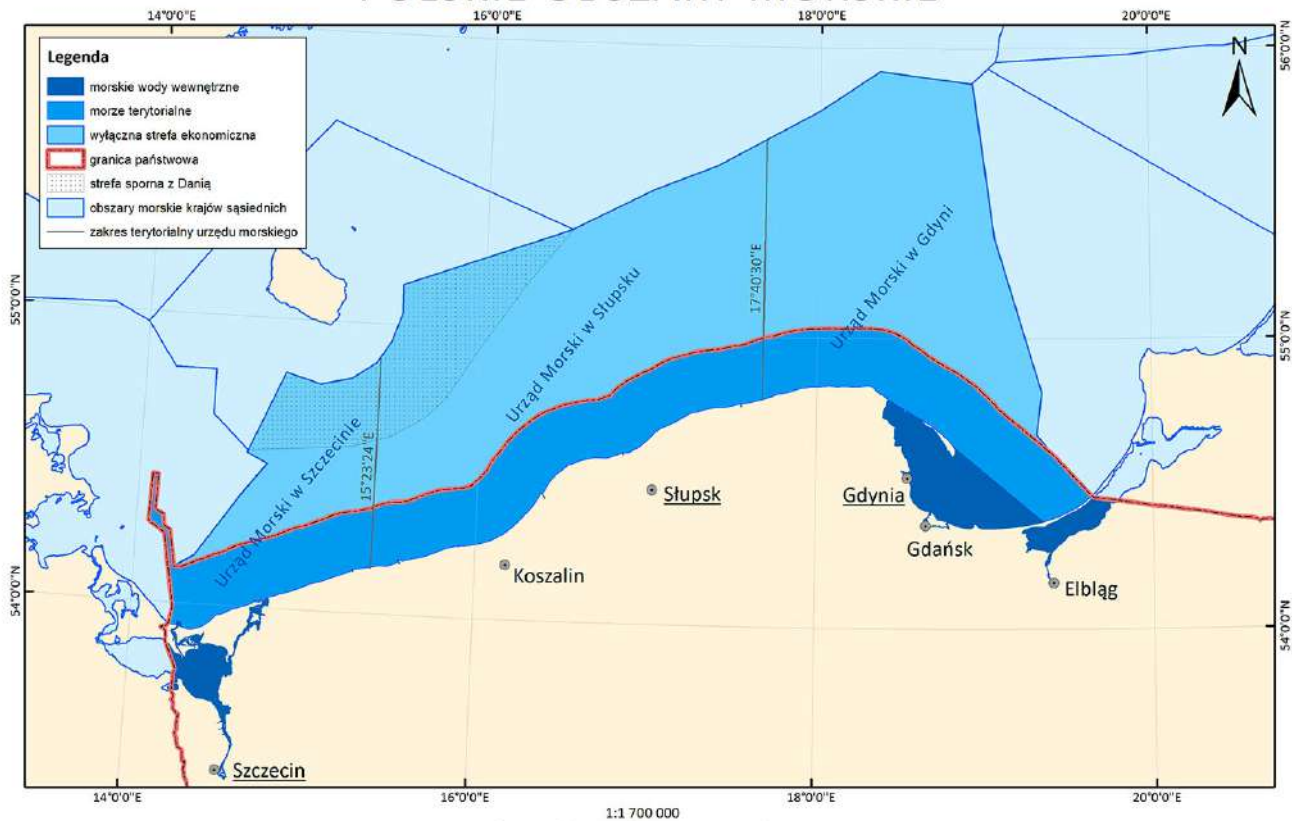 14°0'0"E 16°0'0"E 18°0'0"E 20°0'0"E
Legenda
morskie wody wewnętrzne
morze terytorialne
wyłączna strefa ekonomiczna
granica państwowa
strefa sporna z Danią
obszary morskie krajów sąsiednich
zakres terytorialny urzędu morskiego
N
56°0'0"N
55°0'0"N
55°0'0"N
54°0'0"N
54°0'0"N
Urząd Morski w Szczecinie
15°23'24''E
Urząd Morski w Słupsku
17°40'30''E
Urząd Morski w Gdyni
Słupsk
Gdynia
Gdańsk
Koszalin
Elbląg
Szczecin
14°0'0"E 16°0'0"E 18°0'0"E 20°0'0"E
1:1 700 000